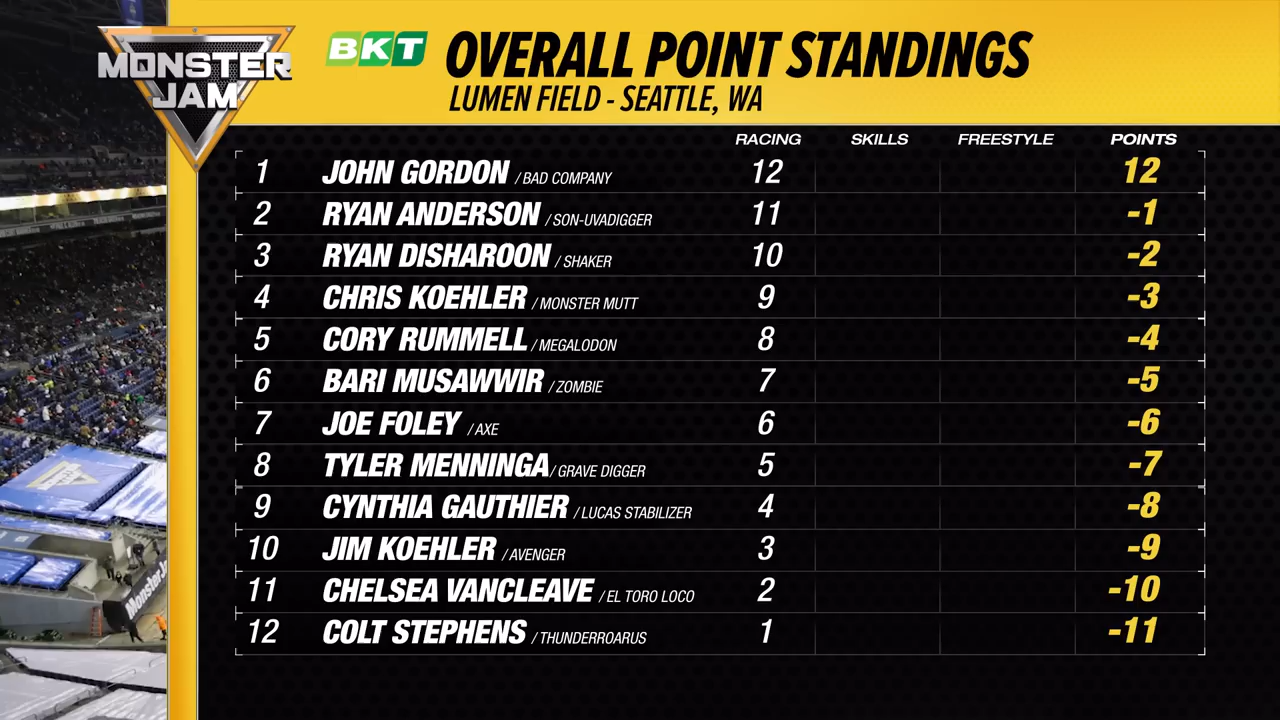 MONSTER JAM
BKT
OVERALL POINT STANDINGS
LUMEN FIELD - SEATTLE, WA
RACING SKILLS FREESTYLE POINTS
1 JOHN GORDON / BAD COMPANY 12 12
2 RYAN ANDERSON / SON-UVADIGGER 11 -1
3 RYAN DISHAROON / SHAKER 10 -2
4 CHRIS KOEHLER / MONSTER MUTT 9 -3
5 CORY RUMMELL / MEGALODON 8 -4
6 BARI MUSAWWIR / ZOMBIE 7 -5
7 JOE FOLEY / AXE 6 -6
8 TYLER MENNINGA / GRAVE DIGGER 5 -7
9 CYNTHIA GAUTHIER / LUCAS STABILIZER 4 -8
10 JIM KOEHLER / AVENGER 3 -9
11 CHELSEA VANCLEAVE / EL TORO LOCO 2 -10
12 COLT STEPHENS / THUNDERROARUS 1 -11
MonsterJa